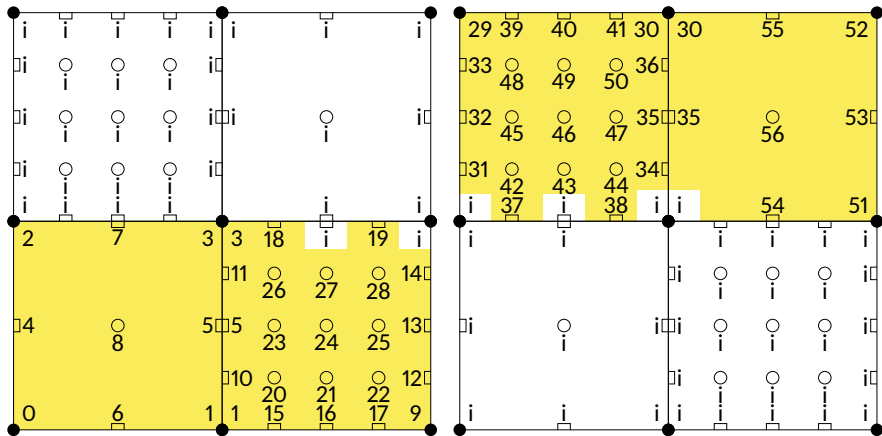 i i i i i i i i 29 39 40 41 30 30 55 52
i i i i i 33 48 49 50 36
i i i i i i i i 32 45 46 47 35 35 56 53
i i i i i 31 42 43 44 34
i i i i i i i i i 37 i 38 i i 54 51
2 7 3 3 18 i 19 i i i i i i i i i
11 26 27 28 14 i i i i i
4 8 5 5 23 24 25 13 i i i i i i i i
10 20 21 22 12 i i i i i
0 6 1 1 15 16 17 9 i i i i i i i i